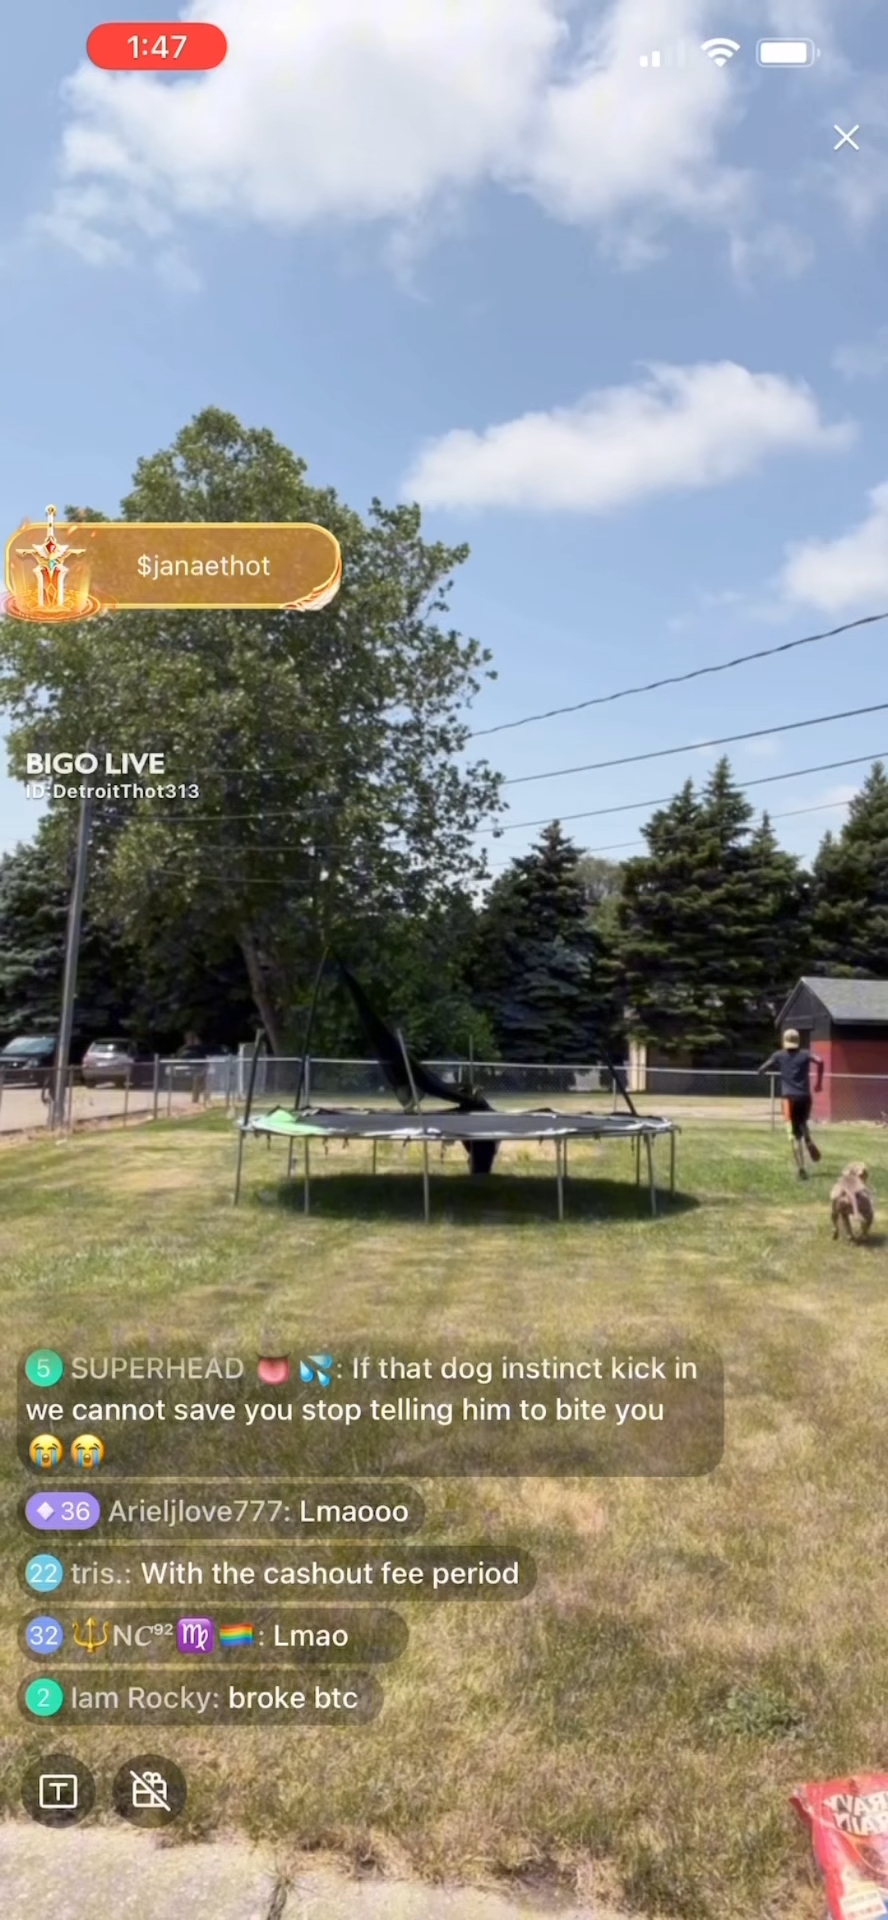 1:47
$janaethot
BIGO LIVE
ID:DetroitThot313
5 SUPERHEAD 👅 💦: If that dog instinct kick in
we cannot save you stop telling him to bite you
😭 😭
36 Arieljlove777: Lmaooo
22 tris.: With the cashout fee period
32 🔱NC⁹²♍🏳️‍🌈: Lmao
2 Iam Rocky: broke btc
T